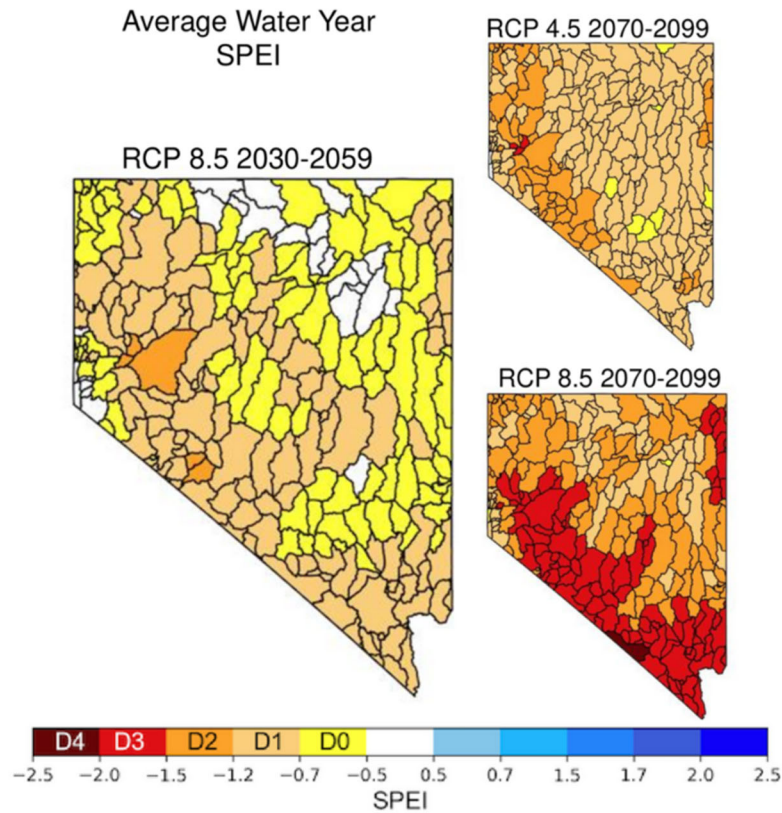 Average Water Year
SPEI
RCP 4.5 2070-2099
RCP 8.5 2030-2059
RCP 8.5 2070-2099
D4 D3 D2 D1 D0
−2.5 −2.0 −1.5 −1.2 −0.7 −0.5 0.5 0.7 1.5 1.7 2.0 2.5
SPEI